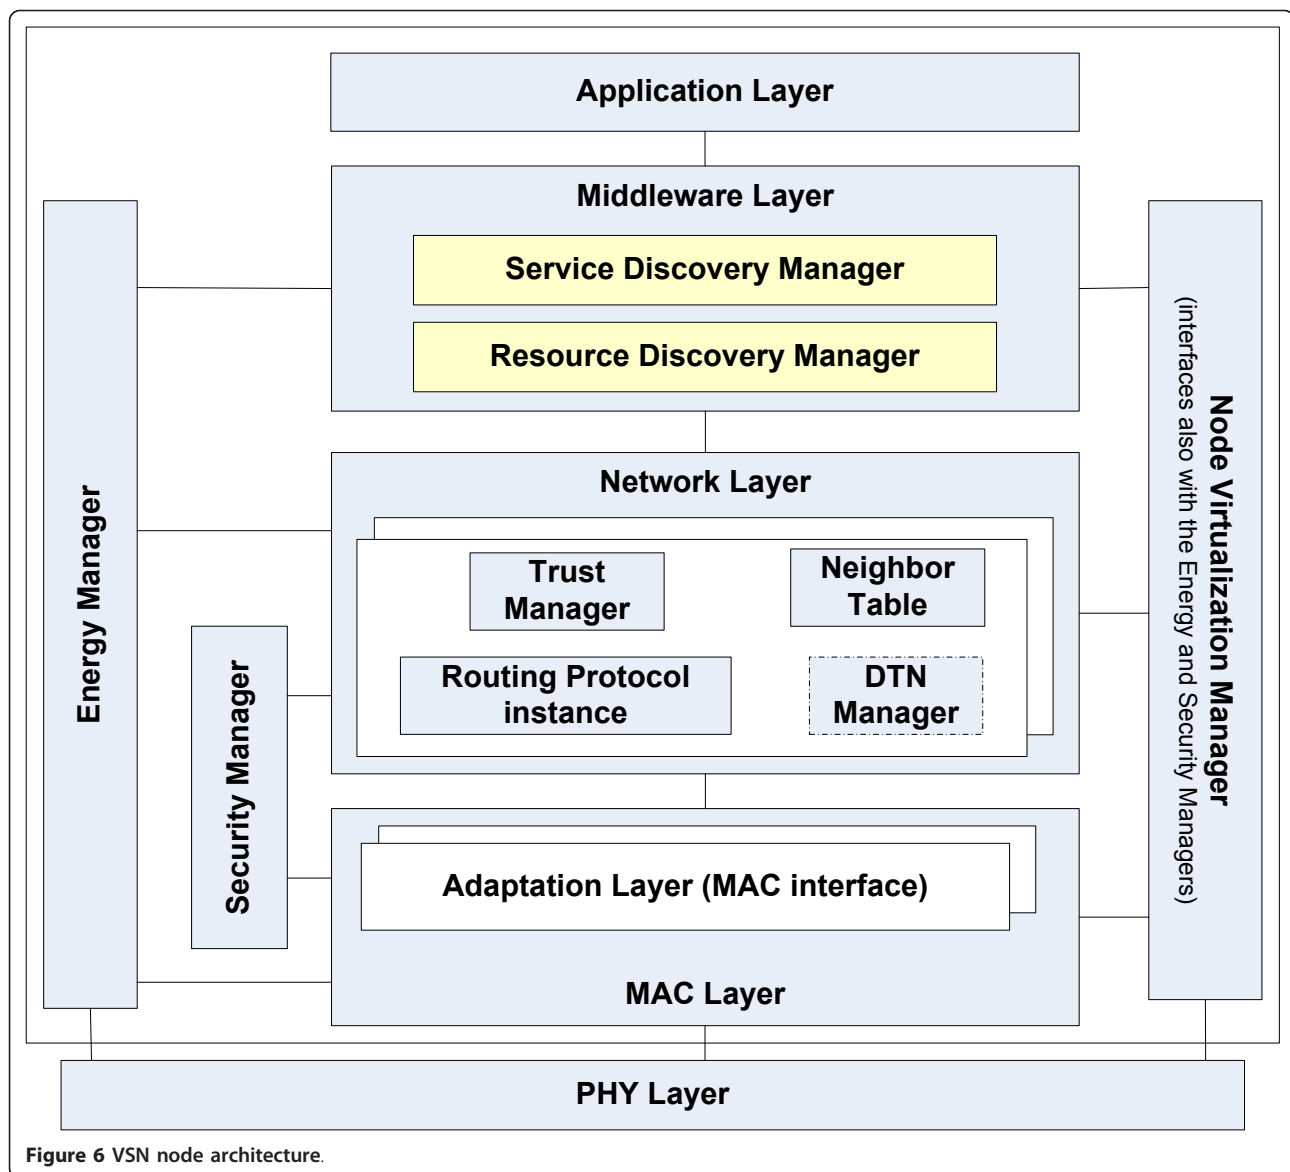 Application Layer
Middleware Layer
Service Discovery Manager
Resource Discovery Manager
Network Layer
Trust
Manager
Neighbor
Table
Routing Protocol
instance
DTN
Manager
Adaptation Layer (MAC interface)
MAC Layer
PHY Layer
Energy Manager
Security Manager
Node Virtualization Manager
(interfaces also with the Energy and Security Managers)
Figure 6 VSN node architecture.